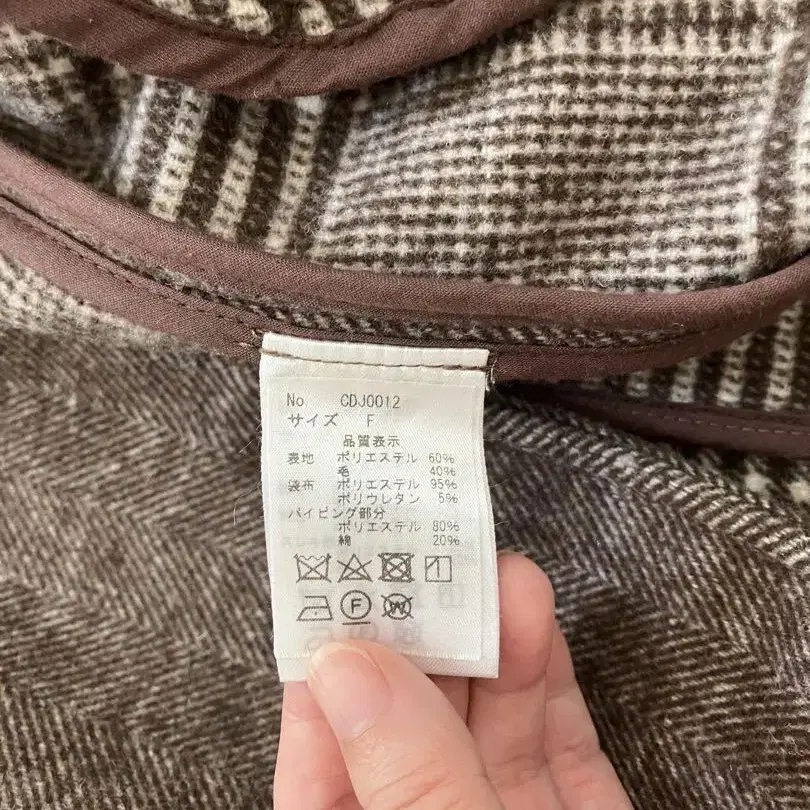 No CDJ0012
サイズ F
品質表示
表地 ポリエステル 60%
毛 40%
袋布 ポリエステル 95%
ポリウレタン 5%
パイピング部分
ポリエステル 80%
綿 20%
F W